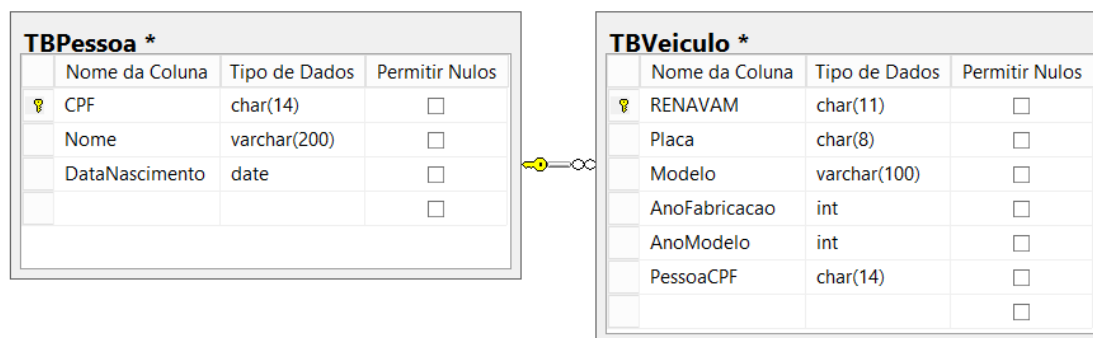 TBPessoa *
Nome da Coluna Tipo de Dados Permitir Nulos
CPF char(14)
Nome varchar(200)
DataNascimento date
TBVeiculo *
Nome da Coluna Tipo de Dados Permitir Nulos
RENAVAM char(11)
Placa char(8)
Modelo varchar(100)
AnoFabricacao int
AnoModelo int
PessoaCPF char(14)